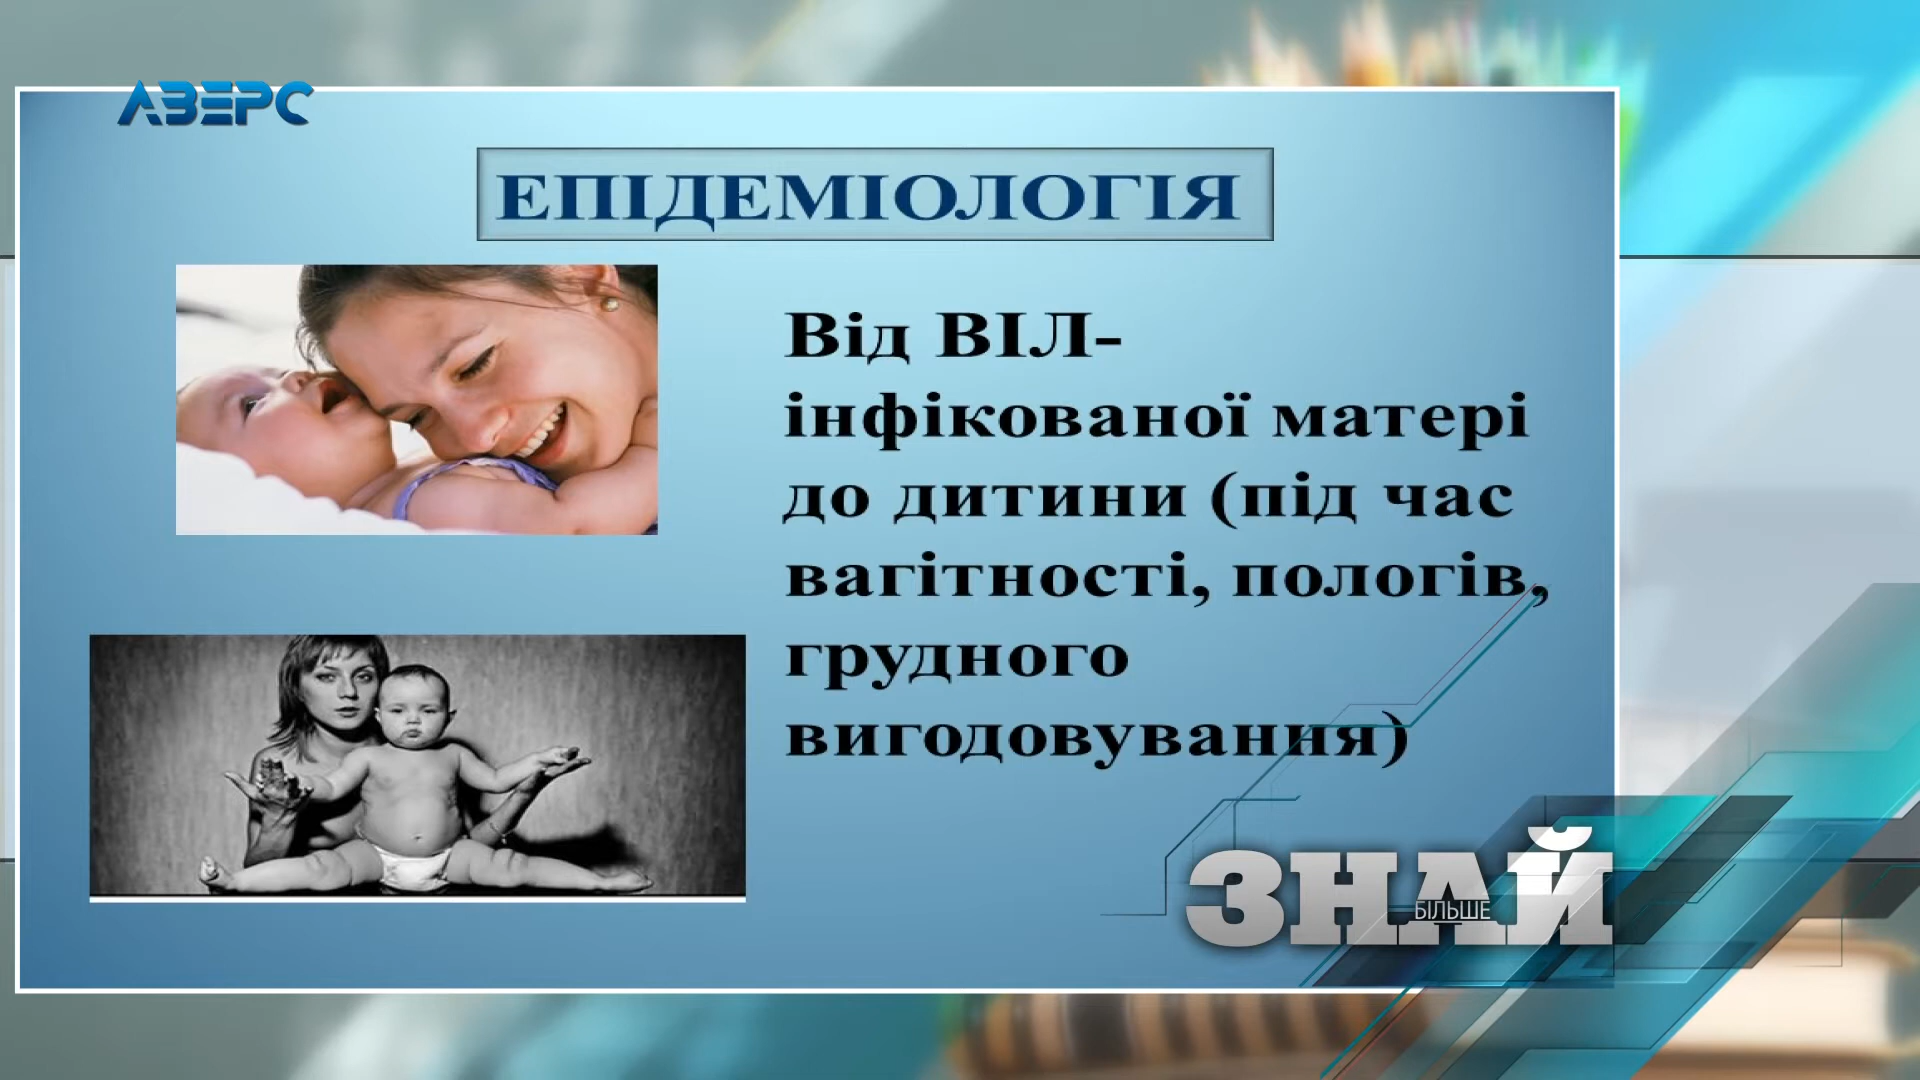 АВЕРС
ЕПІДЕМІОЛОГІЯ
Від ВІЛ-
інфікованої матері
до дитини (під час
вагітності, пологів,
грудного
вигодовування)
ЗНАЙ
БІЛЬШЕ